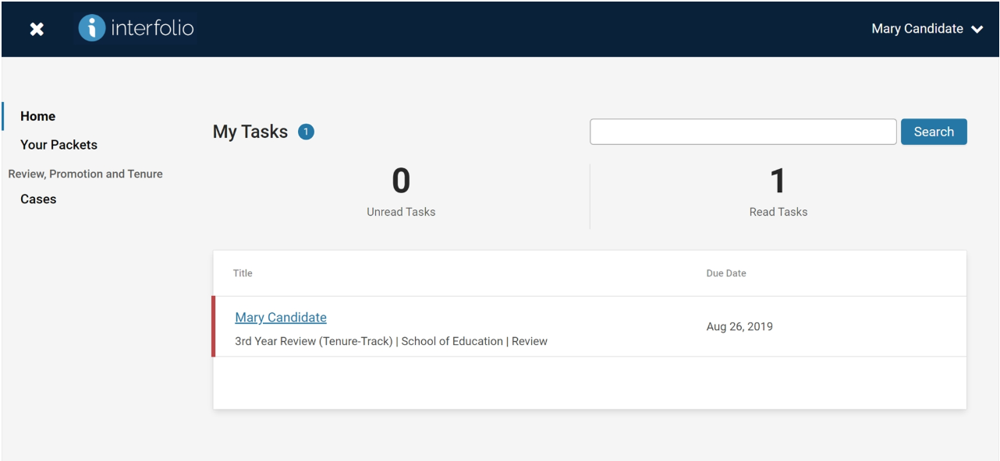 interfolio
Mary Candidate
Home
Your Packets
Review, Promotion and Tenure
Cases
My Tasks 1
Search
0
Unread Tasks
1
Read Tasks
Title Due Date
Mary Candidate
3rd Year Review (Tenure-Track) | School of Education | Review
Aug 26, 2019